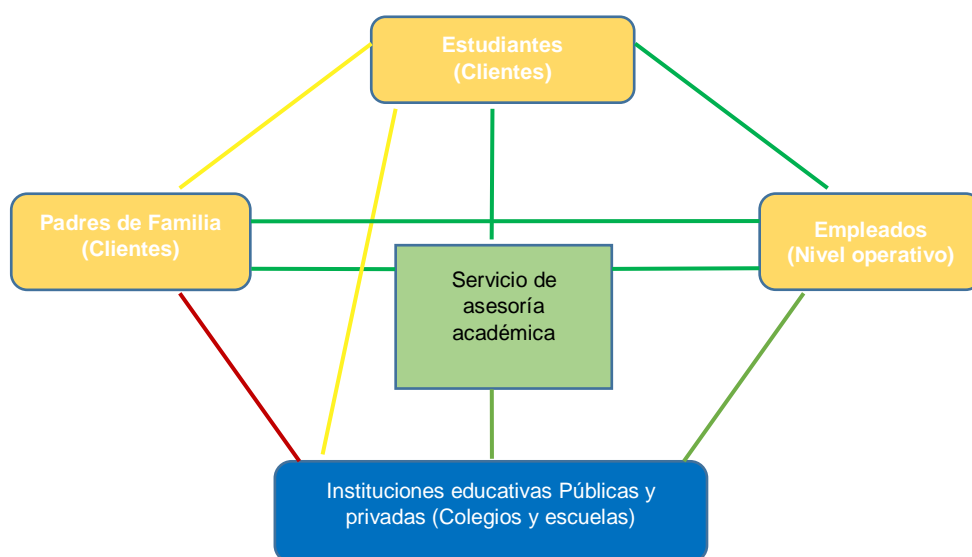 Estudiantes
(Clientes)
Padres de Familia
(Clientes)
Empleados
(Nivel operativo)
Servicio de
asesoría
académica
Instituciones educativas Públicas y
privadas (Colegios y escuelas)